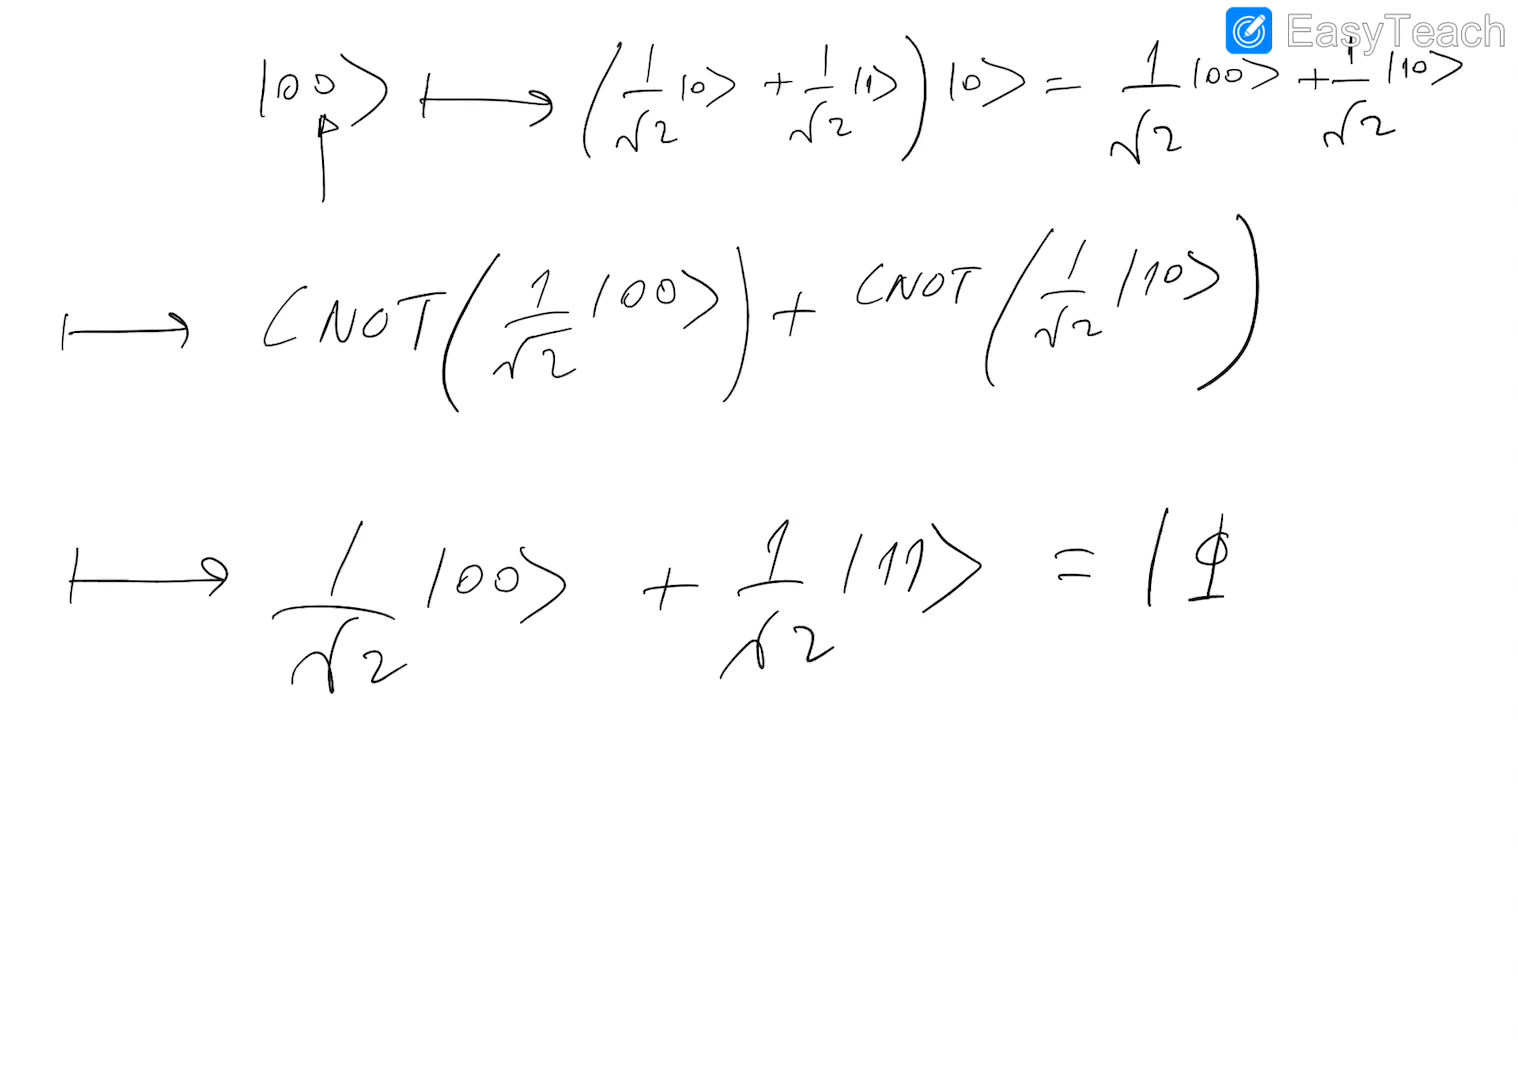 EasyTeach
|00⟩ ⟼ (1/√2 |0⟩ + 1/√2 |1⟩) |0⟩ = 1/√2 |00⟩ + 1/√2 |10⟩
⟼ CNOT(1/√2 |00⟩) + CNOT(1/√2 |10⟩)
⟼ 1/√2 |00⟩ + 1/√2 |11⟩ = |Φ